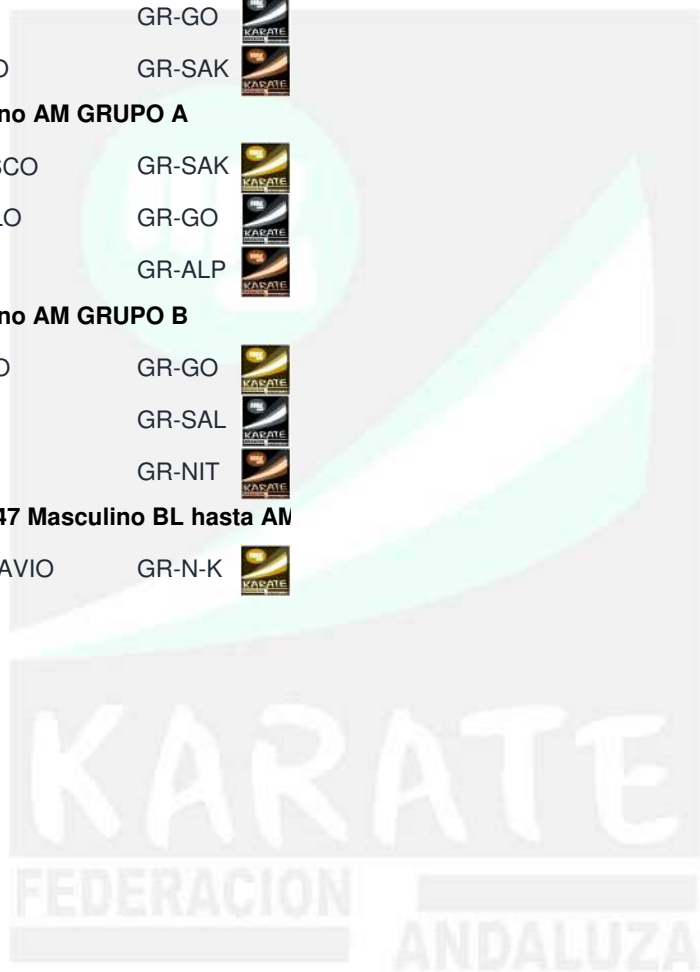 GR-GO
O GR-SAK
no AM GRUPO A
SCO GR-SAK
LO GR-GO
GR-ALP
no AM GRUPO B
O GR-GO
GR-SAL
GR-NIT
47 Masculino BL hasta AM
AVIO GR-N-K
KARATE
FEDERACION
ANDALUZA